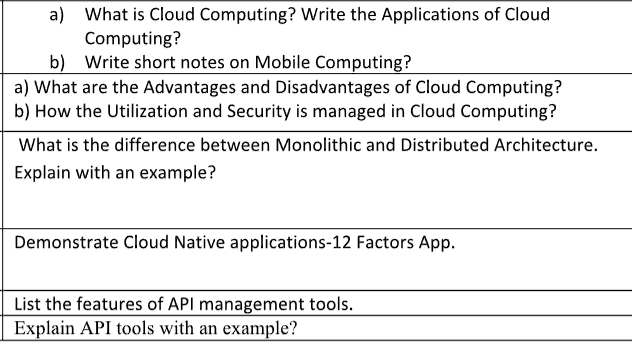 a) What is Cloud Computing? Write the Applications of Cloud
Computing?
b) Write short notes on Mobile Computing?
a) What are the Advantages and Disadvantages of Cloud Computing?
b) How the Utilization and Security is managed in Cloud Computing?
What is the difference between Monolithic and Distributed Architecture.
Explain with an example?
Demonstrate Cloud Native applications-12 Factors App.
List the features of API management tools.
Explain API tools with an example?